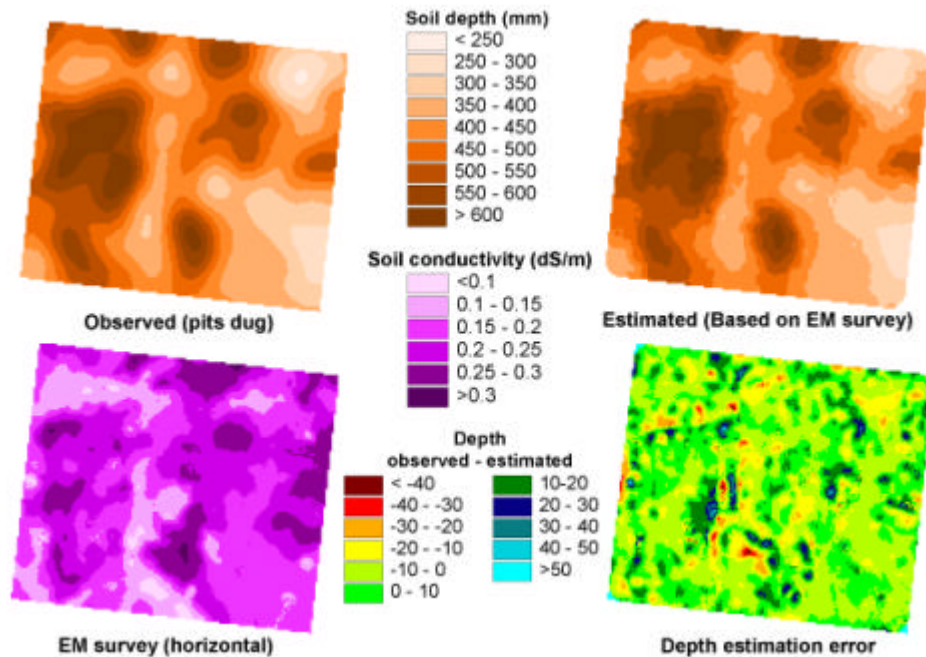 Soil depth (mm)
< 250
250 - 300
300 - 350
350 - 400
400 - 450
450 - 500
500 - 550
550 - 600
> 600
Observed (pits dug)
Estimated (Based on EM survey)
Soil conductivity (dS/m)
<0.1
0.1 - 0.15
0.15 - 0.2
0.2 - 0.25
0.25 - 0.3
>0.3
Depth
observed - estimated
< -40
-40 - -30
-30 - -20
-20 - -10
-10 - 0
0 - 10
10-20
20 - 30
30 - 40
40 - 50
>50
EM survey (horizontal)
Depth estimation error